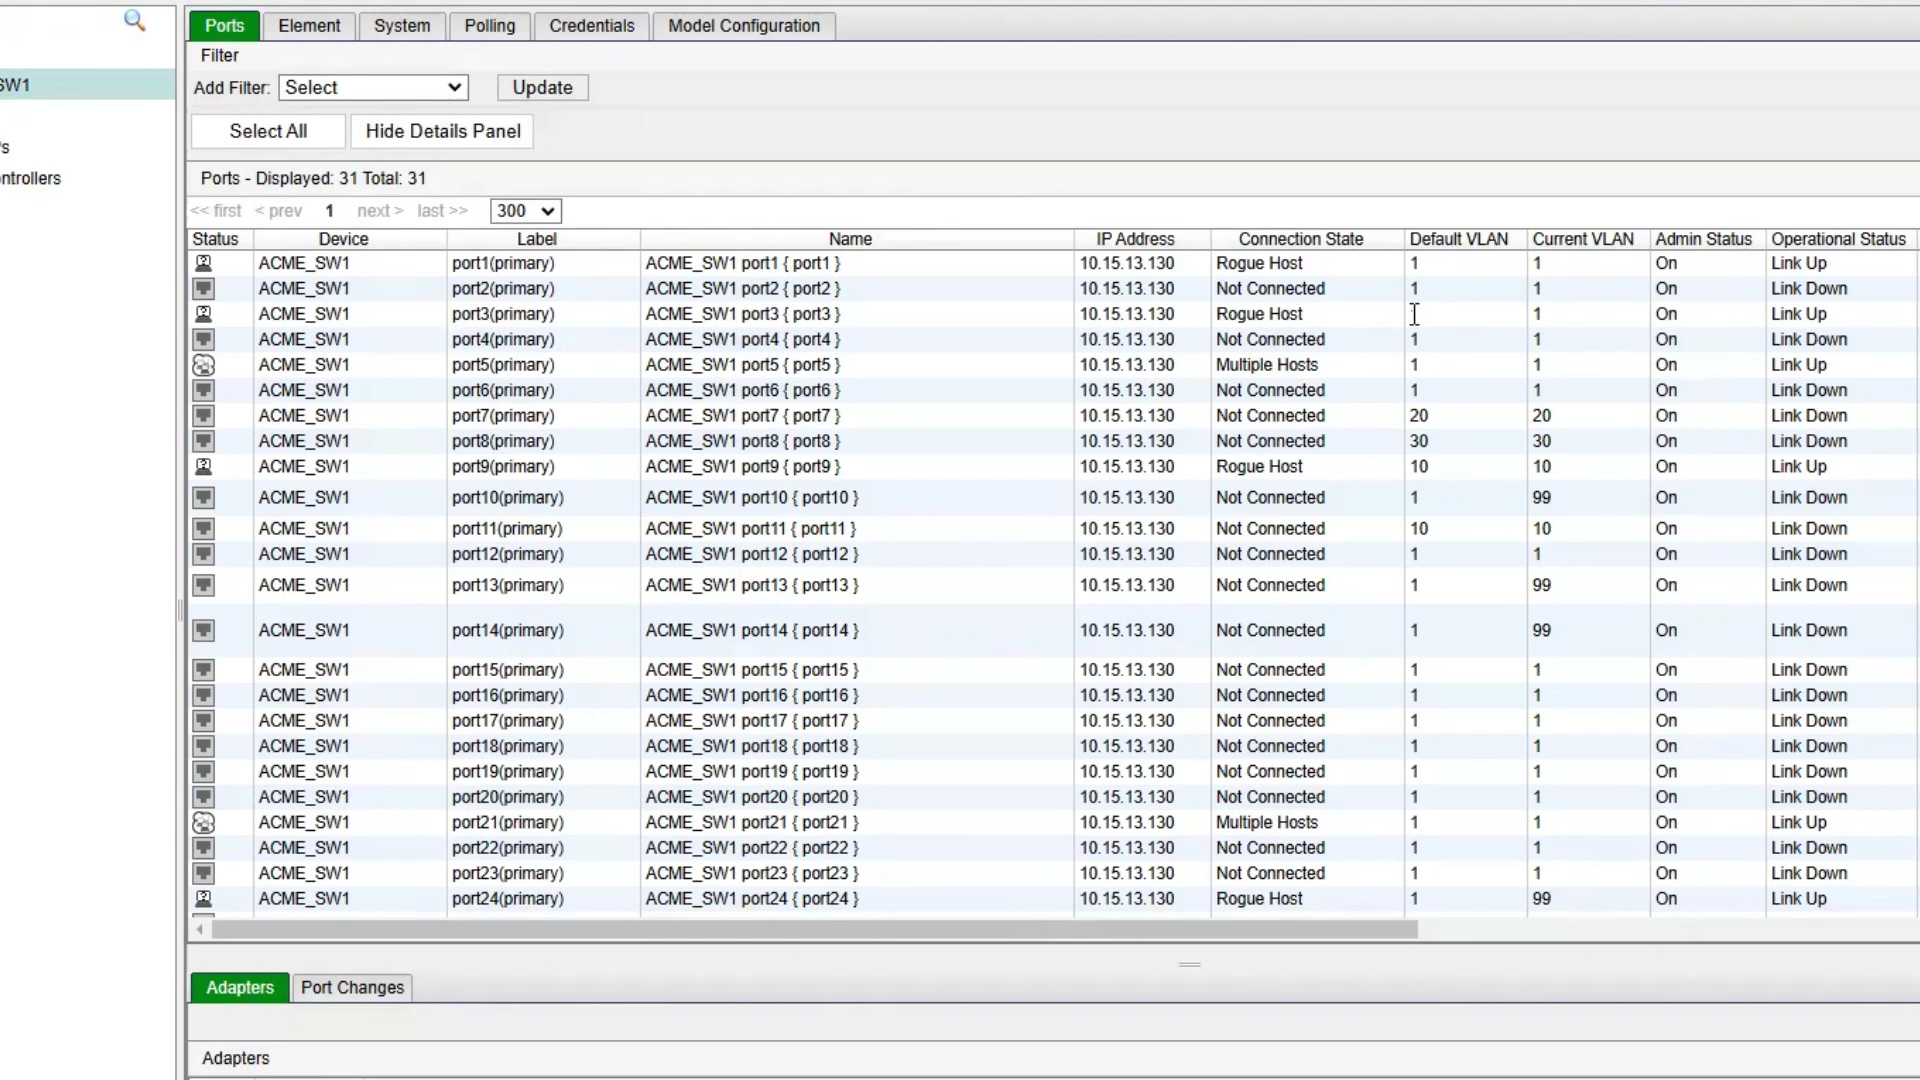 Ports Element System Polling Credentials Model Configuration
Filter
SW1
Add Filter: Select Update
Select All Hide Details Panel
's
ontrollers
Ports - Displayed: 31 Total: 31
<< first < prev 1 next > last >> 300
Status Device Label Name IP Address Connection State Default VLAN Current VLAN Admin Status Operational Status
ACME_SW1 port1(primary) ACME_SW1 port1 { port1 } 10.15.13.130 Rogue Host 1 1 On Link Up
ACME_SW1 port2(primary) ACME_SW1 port2 { port2 } 10.15.13.130 Not Connected 1 1 On Link Down
ACME_SW1 port3(primary) ACME_SW1 port3 { port3 } 10.15.13.130 Rogue Host 1 On Link Up
ACME_SW1 port4(primary) ACME_SW1 port4 { port4 } 10.15.13.130 Not Connected 1 1 On Link Down
ACME_SW1 port5(primary) ACME_SW1 port5 { port5 } 10.15.13.130 Multiple Hosts 1 1 On Link Up
ACME_SW1 port6(primary) ACME_SW1 port6 { port6 } 10.15.13.130 Not Connected 1 1 On Link Down
ACME_SW1 port7(primary) ACME_SW1 port7 { port7 } 10.15.13.130 Not Connected 20 20 On Link Down
ACME_SW1 port8(primary) ACME_SW1 port8 { port8 } 10.15.13.130 Not Connected 30 30 On Link Down
ACME_SW1 port9(primary) ACME_SW1 port9 { port9 } 10.15.13.130 Rogue Host 10 10 On Link Up
ACME_SW1 port10(primary) ACME_SW1 port10 { port10 } 10.15.13.130 Not Connected 1 99 On Link Down
ACME_SW1 port11(primary) ACME_SW1 port11 { port11 } 10.15.13.130 Not Connected 10 10 On Link Down
ACME_SW1 port12(primary) ACME_SW1 port12 { port12 } 10.15.13.130 Not Connected 1 1 On Link Down
ACME_SW1 port13(primary) ACME_SW1 port13 { port13 } 10.15.13.130 Not Connected 1 99 On Link Down
ACME_SW1 port14(primary) ACME_SW1 port14 { port14 } 10.15.13.130 Not Connected 1 99 On Link Down
ACME_SW1 port15(primary) ACME_SW1 port15 { port15 } 10.15.13.130 Not Connected 1 1 On Link Down
ACME_SW1 port16(primary) ACME_SW1 port16 { port16 } 10.15.13.130 Not Connected 1 1 On Link Down
ACME_SW1 port17(primary) ACME_SW1 port17 { port17 } 10.15.13.130 Not Connected 1 1 On Link Down
ACME_SW1 port18(primary) ACME_SW1 port18 { port18 } 10.15.13.130 Not Connected 1 1 On Link Down
ACME_SW1 port19(primary) ACME_SW1 port19 { port19 } 10.15.13.130 Not Connected 1 1 On Link Down
ACME_SW1 port20(primary) ACME_SW1 port20 { port20 } 10.15.13.130 Not Connected 1 1 On Link Down
ACME_SW1 port21(primary) ACME_SW1 port21 { port21 } 10.15.13.130 Multiple Hosts 1 1 On Link Up
ACME_SW1 port22(primary) ACME_SW1 port22 { port22 } 10.15.13.130 Not Connected 1 1 On Link Down
ACME_SW1 port23(primary) ACME_SW1 port23 { port23 } 10.15.13.130 Not Connected 1 1 On Link Down
ACME_SW1 port24(primary) ACME_SW1 port24 { port24 } 10.15.13.130 Rogue Host 1 99 On Link Up
Adapters Port Changes
Adapters